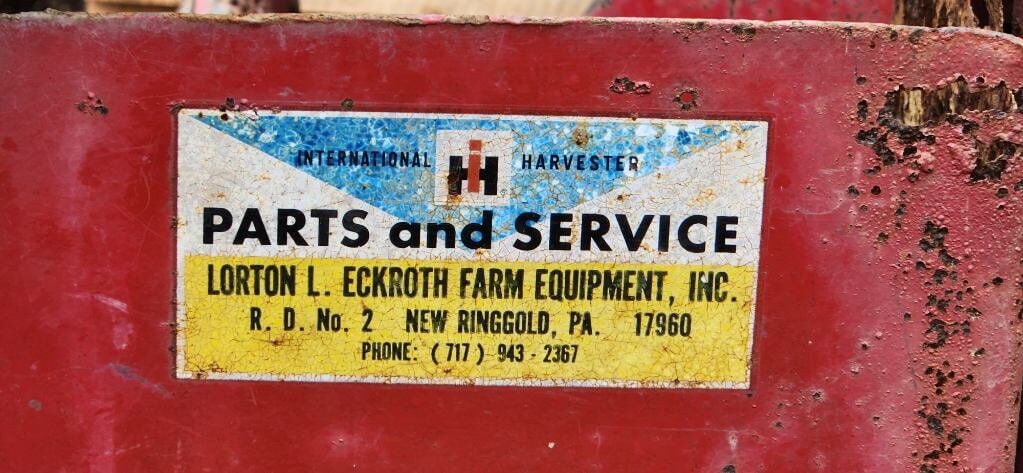 INTERNATIONAL IH HARVESTER
PARTS and SERVICE
LORTON L. ECKROTH FARM EQUIPMENT, INC.
R. D. No. 2 NEW RINGGOLD, PA. 17960
PHONE: (717) 943-2367